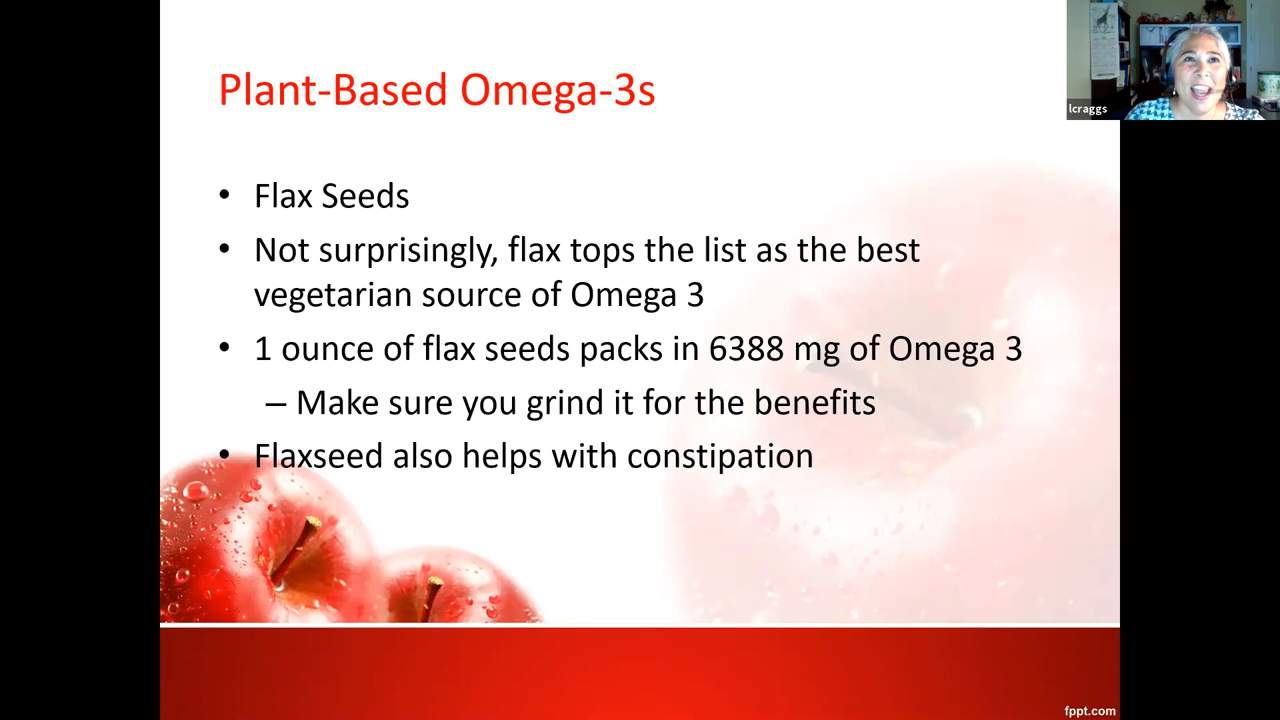 Plant-Based Omega-3s
lcraggs
• Flax Seeds
• Not surprisingly, flax tops the list as the best
vegetarian source of Omega 3
• 1 ounce of flax seeds packs in 6388 mg of Omega 3
– Make sure you grind it for the benefits
• Flaxseed also helps with constipation
fppt.com